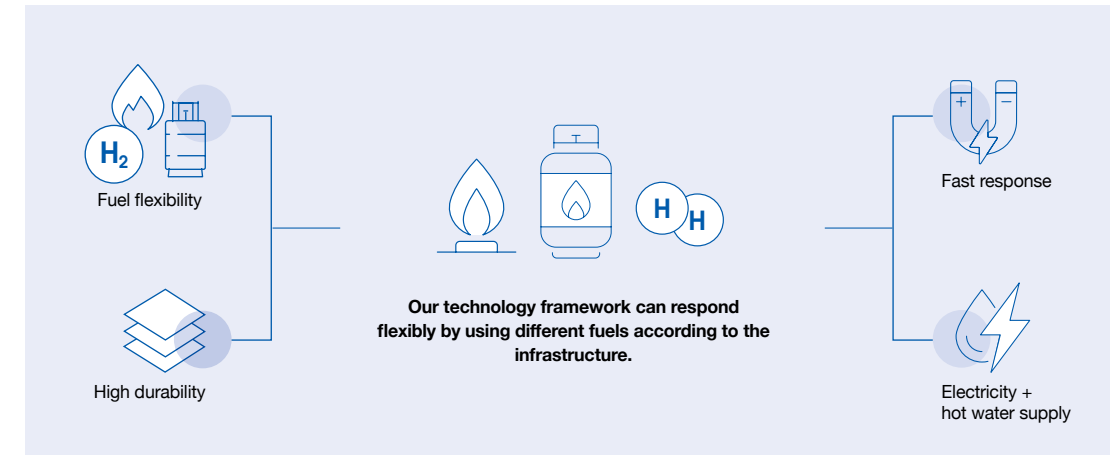 H₂
Fuel flexibility
High durability
H H
Our technology framework can respond
flexibly by using different fuels according to the
infrastructure.
+ −
Fast response
Electricity +
hot water supply